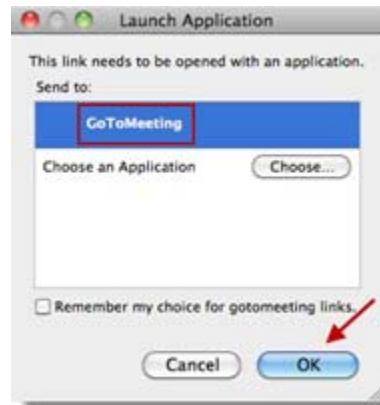 Launch Application
This link needs to be opened with an application.
Send to:
GoToMeeting
Choose an Application Choose...
Remember my choice for gotomeeting links.
Cancel OK